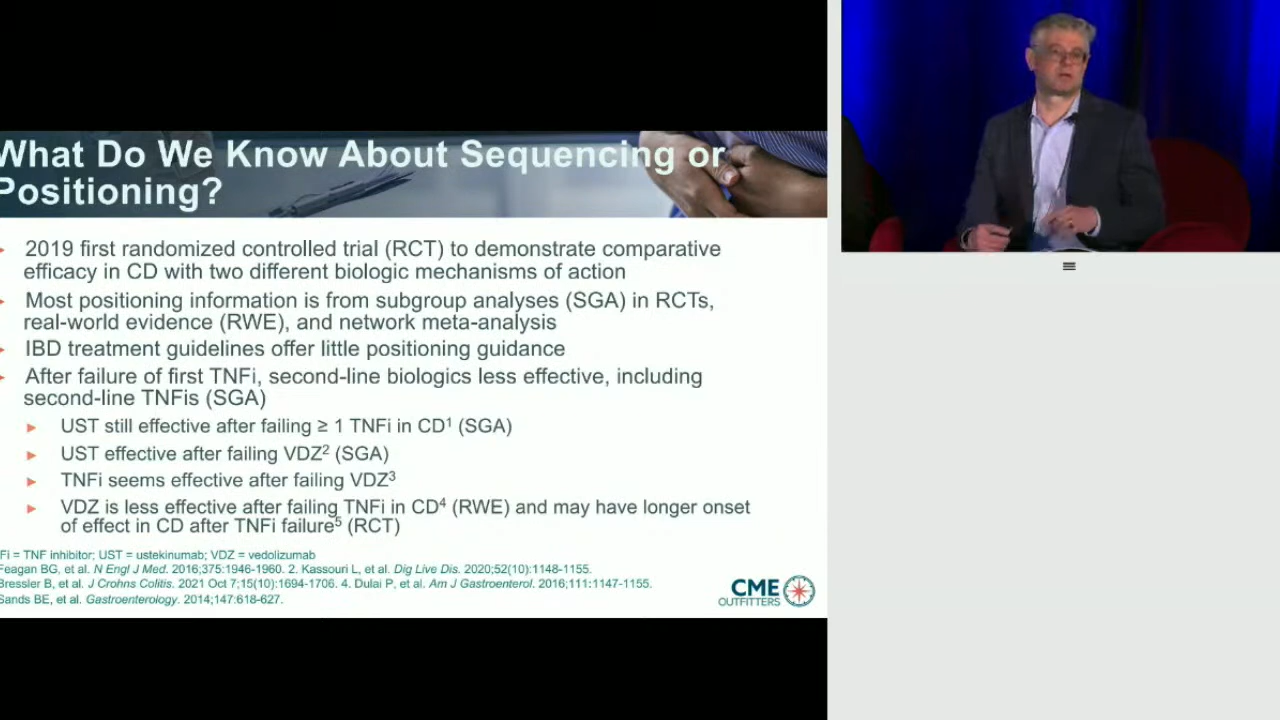 What Do We Know About Sequencing or
Positioning?
2019 first randomized controlled trial (RCT) to demonstrate comparative
efficacy in CD with two different biologic mechanisms of action
Most positioning information is from subgroup analyses (SGA) in RCTs,
real-world evidence (RWE), and network meta-analysis
IBD treatment guidelines offer little positioning guidance
After failure of first TNFi, second-line biologics less effective, including
second-line TNFis (SGA)
UST still effective after failing ≥ 1 TNFi in CD¹ (SGA)
UST effective after failing VDZ² (SGA)
TNFi seems effective after failing VDZ³
VDZ is less effective after failing TNFi in CD⁴ (RWE) and may have longer onset
of effect in CD after TNFi failure⁵ (RCT)
Fi = TNF inhibitor; UST = ustekinumab; VDZ = vedolizumab
Feagan BG, et al. N Engl J Med. 2016;375:1946-1960. 2. Kassouri L, et al. Dig Live Dis. 2020;52(10):1148-1155.
Bressler B, et al. J Crohns Colitis. 2021 Oct 7;15(10):1694-1706. 4. Dulai P, et al. Am J Gastroenterol. 2016;111:1147-1155.
Sands BE, et al. Gastroenterology. 2014;147:618-627.
CME
OUTFITTERS